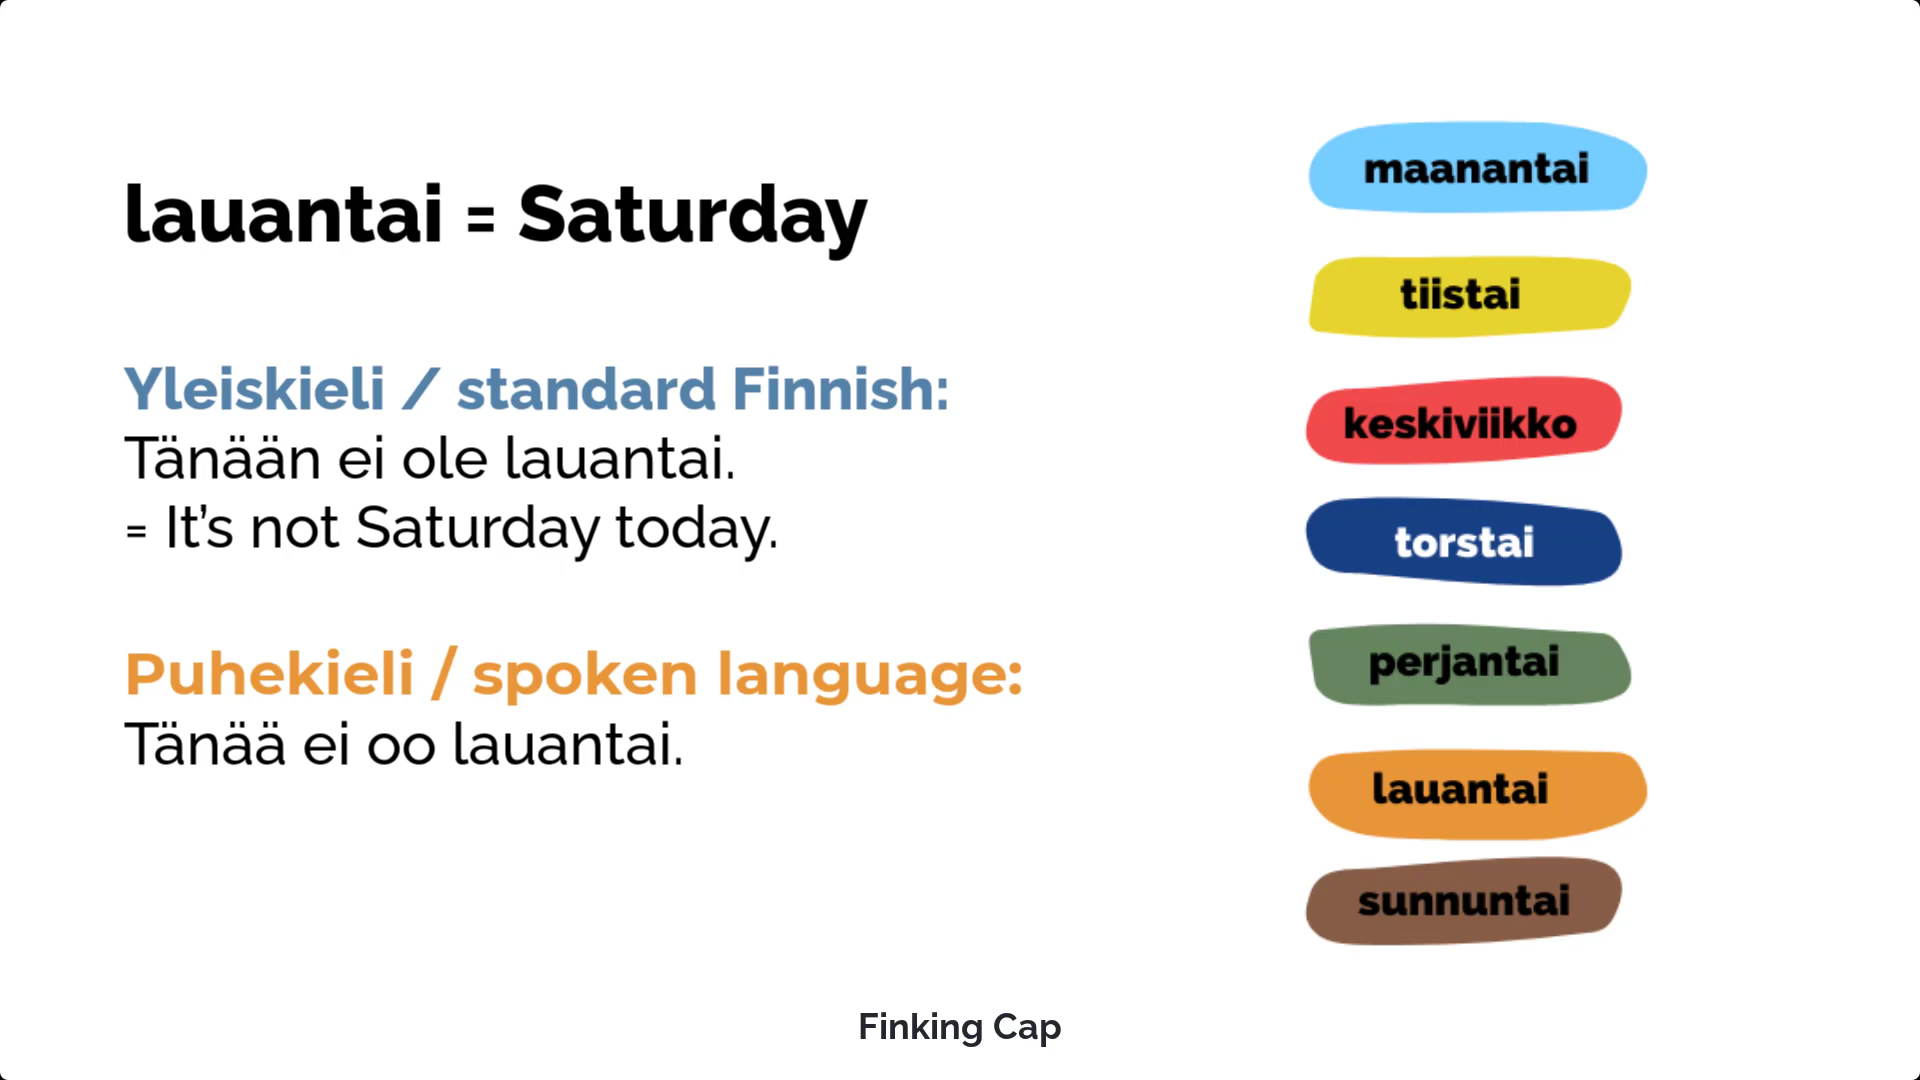 lauantai = Saturday
Yleiskieli / standard Finnish:
Tänään ei ole lauantai.
= It’s not Saturday today.
Puhekieli / spoken language:
Tänää ei oo lauantai.
maanantai
tiistai
keskiviikko
torstai
perjantai
lauantai
sunnuntai
Finking Cap